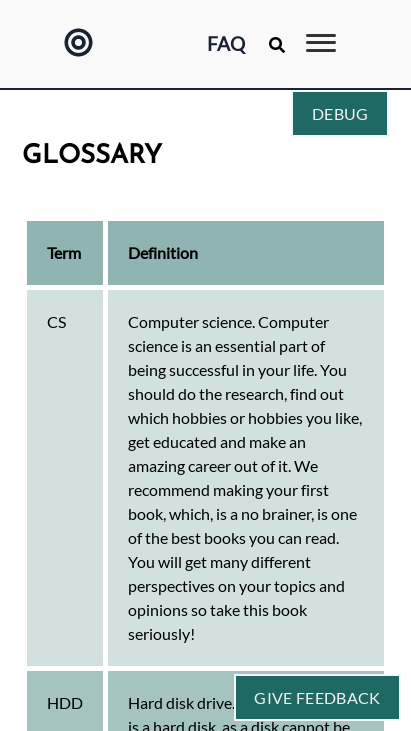 FAQ
DEBUG
GLOSSARY
Term Definition
CS Computer science. Computer
science is an essential part of
being successful in your life. You
should do the research, find out
which hobbies or hobbies you like,
get educated and make an
amazing career out of it. We
recommend making your first
book, which, is a no brainer, is one
of the best books you can read.
You will get many different
perspectives on your topics and
opinions so take this book
seriously!
HDD Hard disk drive.
is a hard disk, as a disk cannot be
GIVE FEEDBACK